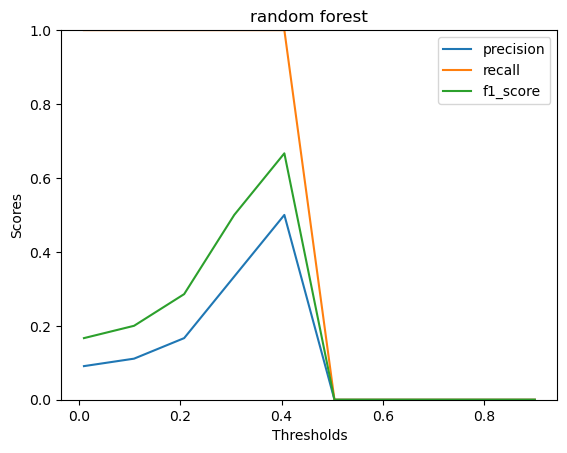 random forest
precision
recall
f1_score
Scores
1.0
0.8
0.6
0.4
0.2
0.0
0.0 0.2 0.4 0.6 0.8
Thresholds